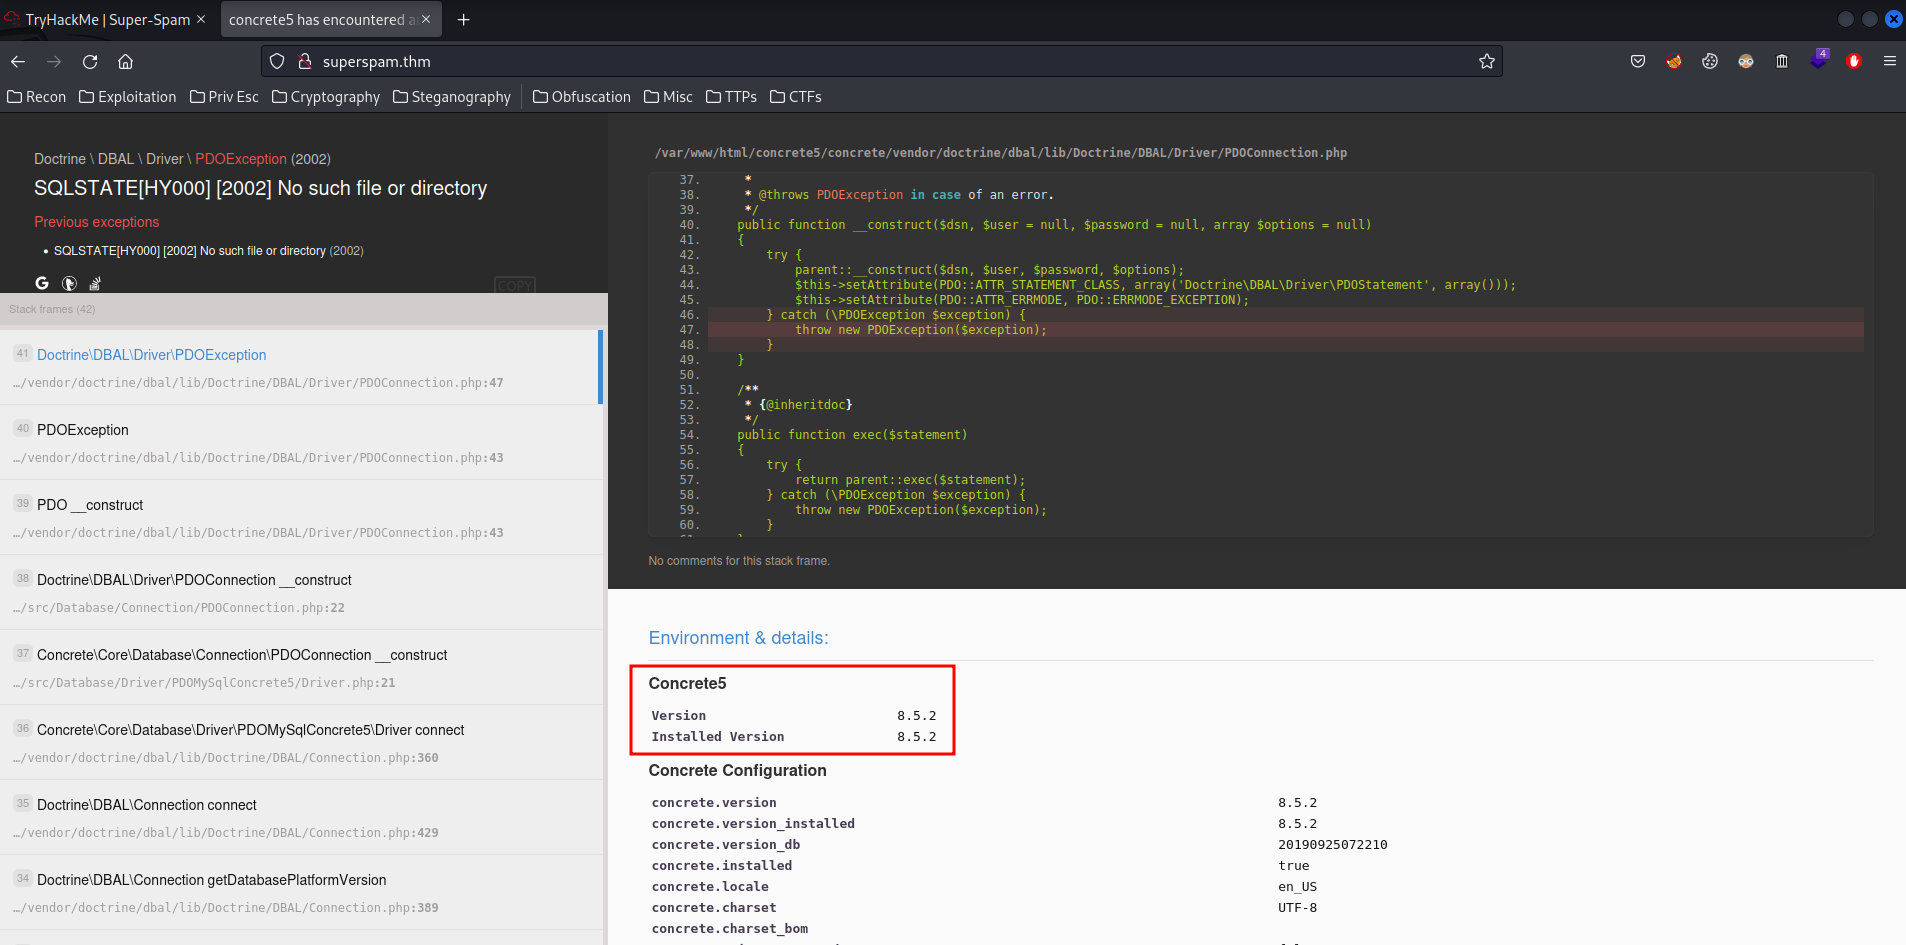 TryHackMe | Super-Spam
concrete5 has encountered a
superspam.thm
4
Recon
Exploitation
Priv Esc
Cryptography
Steganography
Obfuscation
Misc
TTPs
CTFs
Doctrine \ DBAL \ Driver \ PDOException (2002)
SQLSTATE[HY000] [2002] No such file or directory
Previous exceptions
• SQLSTATE[HY000] [2002] No such file or directory (2002)
COPY
Stack frames (42)
41 Doctrine\DBAL\Driver\PDOException
…/vendor/doctrine/dbal/lib/Doctrine/DBAL/Driver/PDOConnection.php:47
40 PDOException
…/vendor/doctrine/dbal/lib/Doctrine/DBAL/Driver/PDOConnection.php:43
39 PDO __construct
…/vendor/doctrine/dbal/lib/Doctrine/DBAL/Driver/PDOConnection.php:43
38 Doctrine\DBAL\Driver\PDOConnection __construct
…/src/Database/Connection/PDOConnection.php:22
37 Concrete\Core\Database\Connection\PDOConnection __construct
…/src/Database/Driver/PDOMySqlConcrete5/Driver.php:21
36 Concrete\Core\Database\Driver\PDOMySqlConcrete5\Driver connect
…/vendor/doctrine/dbal/lib/Doctrine/DBAL/Connection.php:360
35 Doctrine\DBAL\Connection connect
…/vendor/doctrine/dbal/lib/Doctrine/DBAL/Connection.php:429
34 Doctrine\DBAL\Connection getDatabasePlatformVersion
…/vendor/doctrine/dbal/lib/Doctrine/DBAL/Connection.php:389
/var/www/html/concrete5/concrete/vendor/doctrine/dbal/lib/Doctrine/DBAL/Driver/PDOConnection.php
37. *
38. * @throws PDOException in case of an error.
39. */
40. public function __construct($dsn, $user = null, $password = null, array $options = null)
41. {
42. try {
43. parent::__construct($dsn, $user, $password, $options);
44. $this->setAttribute(PDO::ATTR_STATEMENT_CLASS, array('Doctrine\DBAL\Driver\PDOStatement', array()));
45. $this->setAttribute(PDO::ATTR_ERRMODE, PDO::ERRMODE_EXCEPTION);
46. } catch (\PDOException $exception) {
47. throw new PDOException($exception);
48. }
49. }
50.
51. /**
52. * {@inheritdoc}
53. */
54. public function exec($statement)
55. {
56. try {
57. return parent::exec($statement);
58. } catch (\PDOException $exception) {
59. throw new PDOException($exception);
60. }
No comments for this stack frame.
Environment & details:
Concrete5
Version 8.5.2
Installed Version 8.5.2
Concrete Configuration
concrete.version 8.5.2
concrete.version_installed 8.5.2
concrete.version_db 20190925072210
concrete.installed true
concrete.locale en_US
concrete.charset UTF-8
concrete.charset_bom